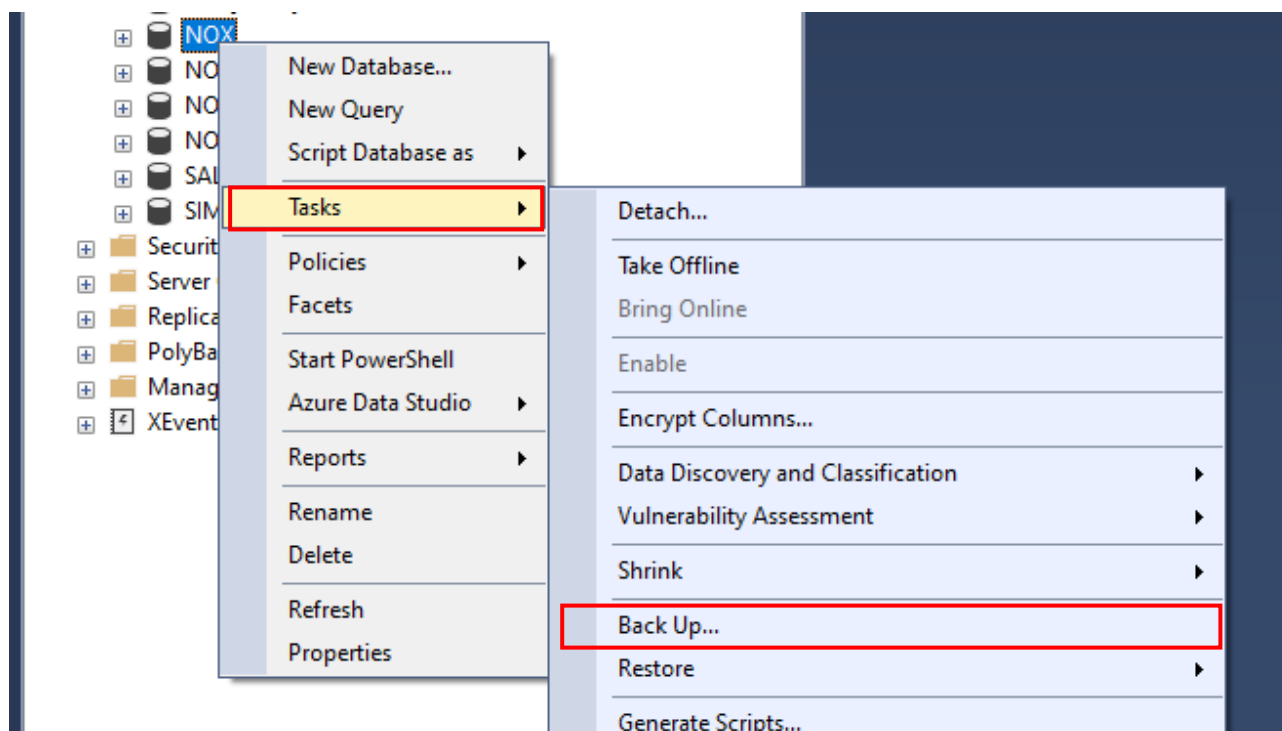 NOX
NO
NO
NO
SAL
SIM
Securit
Server
Replica
PolyBa
Manag
XEvent
New Database...
New Query
Script Database as
Tasks
Policies
Facets
Start PowerShell
Azure Data Studio
Reports
Rename
Delete
Refresh
Properties
Detach...
Take Offline
Bring Online
Enable
Encrypt Columns...
Data Discovery and Classification
Vulnerability Assessment
Shrink
Back Up...
Restore
Generate Scripts...